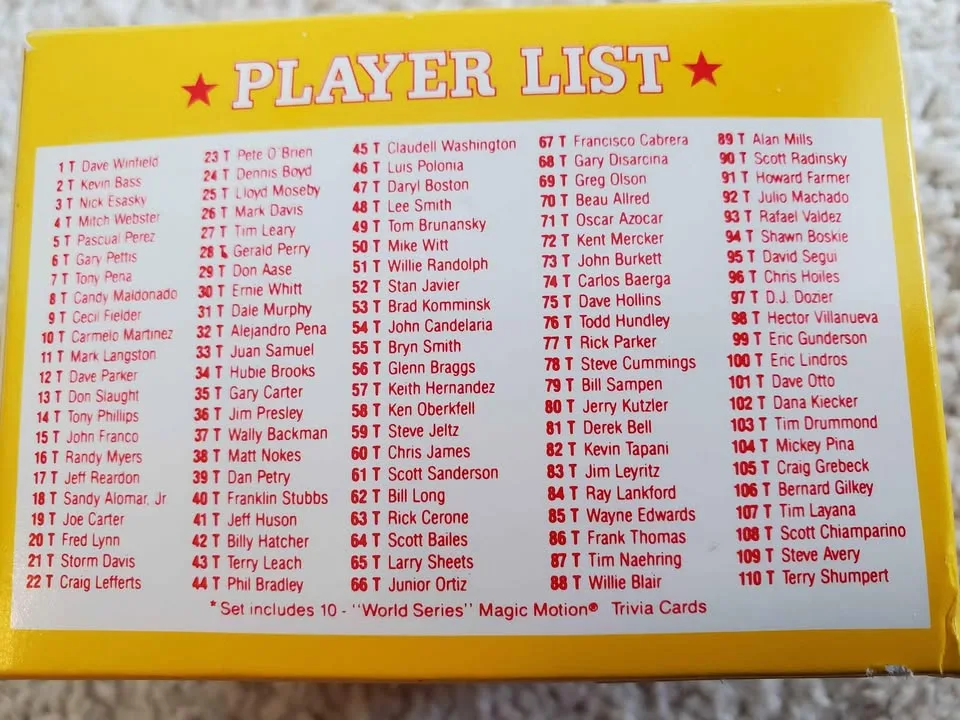 ★ PLAYER LIST ★
1 T Dave Winfield
2 T Kevin Bass
3 T Nick Esasky
4 T Mitch Webster
5 T Pascual Perez
6 T Gary Pettis
7 T Tony Pena
8 T Candy Maldonado
9 T Cecil Fielder
10 T Carmelo Martinez
11 T Mark Langston
12 T Dave Parker
13 T Don Slaught
14 T Tony Phillips
15 T John Franco
16 T Randy Myers
17 T Jeff Reardon
18 T Sandy Alomar, Jr
19 T Joe Carter
20 T Fred Lynn
21 T Storm Davis
22 T Craig Lefferts
23 T Pete O'Brien
24 T Dennis Boyd
25 T Lloyd Moseby
26 T Mark Davis
27 T Tim Leary
28 T Gerald Perry
29 T Don Aase
30 T Ernie Whitt
31 T Dale Murphy
32 T Alejandro Pena
33 T Juan Samuel
34 T Hubie Brooks
35 T Gary Carter
36 T Jim Presley
37 T Wally Backman
38 T Matt Nokes
39 T Dan Petry
40 T Franklin Stubbs
41 T Jeff Huson
42 T Billy Hatcher
43 T Terry Leach
44 T Phil Bradley
45 T Claudell Washington
46 T Luis Polonia
47 T Daryl Boston
48 T Lee Smith
49 T Tom Brunansky
50 T Mike Witt
51 T Willie Randolph
52 T Stan Javier
53 T Brad Komminsk
54 T John Candelaria
55 T Bryn Smith
56 T Glenn Braggs
57 T Keith Hernandez
58 T Ken Oberkfell
59 T Steve Jeltz
60 T Chris James
61 T Scott Sanderson
62 T Bill Long
63 T Rick Cerone
64 T Scott Bailes
65 T Larry Sheets
66 T Junior Ortiz
67 T Francisco Cabrera
68 T Gary Disarcina
69 T Greg Olson
70 T Beau Allred
71 T Oscar Azocar
72 T Kent Mercker
73 T John Burkett
74 T Carlos Baerga
75 T Dave Hollins
76 T Todd Hundley
77 T Rick Parker
78 T Steve Cummings
79 T Bill Sampen
80 T Jerry Kutzler
81 T Derek Bell
82 T Kevin Tapani
83 T Jim Leyritz
84 T Ray Lankford
85 T Wayne Edwards
86 T Frank Thomas
87 T Tim Naehring
88 T Willie Blair
89 T Alan Mills
90 T Scott Radinsky
91 T Howard Farmer
92 T Julio Machado
93 T Rafael Valdez
94 T Shawn Boskie
95 T David Segui
96 T Chris Hoiles
97 T D.J. Dozier
98 T Hector Villanueva
99 T Eric Gunderson
100 T Eric Lindros
101 T Dave Otto
102 T Dana Kiecker
103 T Tim Drummond
104 T Mickey Pina
105 T Craig Grebeck
106 T Bernard Gilkey
107 T Tim Layana
108 T Scott Chiamparino
109 T Steve Avery
110 T Terry Shumpert
*Set includes 10 - "World Series" Magic Motion® Trivia Cards